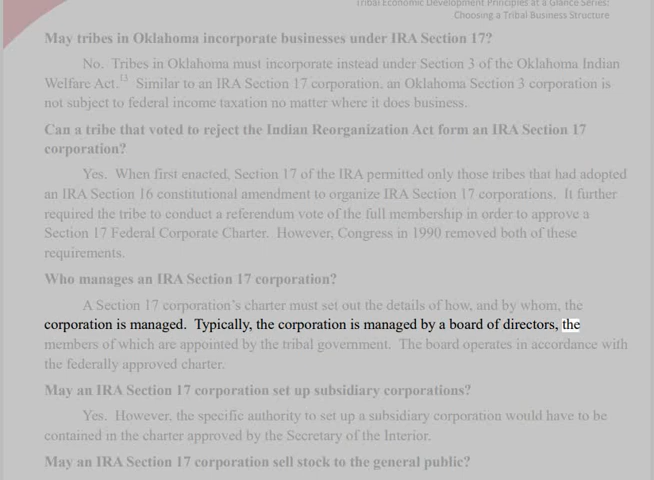 Tribal Economic Development Principles at a Glance Series:
Choosing a Tribal Business Structure
May tribes in Oklahoma incorporate businesses under IRA Section 17?
No. Tribes in Oklahoma must incorporate instead under Section 3 of the Oklahoma Indian
Welfare Act. Similar to an IRA Section 17 corporation, an Oklahoma Section 3 corporation is
not subject to federal income taxation no matter where it does business.
Can a tribe that voted to reject the Indian Reorganization Act form an IRA Section 17
corporation?
Yes. When first enacted, Section 17 of the IRA permitted only those tribes that had adopted
an IRA Section 16 constitutional amendment to organize IRA Section 17 corporations. It further
required the tribe to conduct a referendum vote of the full membership in order to approve a
Section 17 Federal Corporate Charter. However, Congress in 1990 removed both of these
requirements.
Who manages an IRA Section 17 corporation?
A Section 17 corporation's charter must set out the details of how, and by whom, the
corporation is managed. Typically, the corporation is managed by a board of directors, the
members of which are appointed by the tribal government. The board operates in accordance with
the federally approved charter.
May an IRA Section 17 corporation set up subsidiary corporations?
Yes. However, the specific authority to set up a subsidiary corporation would have to be
contained in the charter approved by the Secretary of the Interior.
May an IRA Section 17 corporation sell stock to the general public?